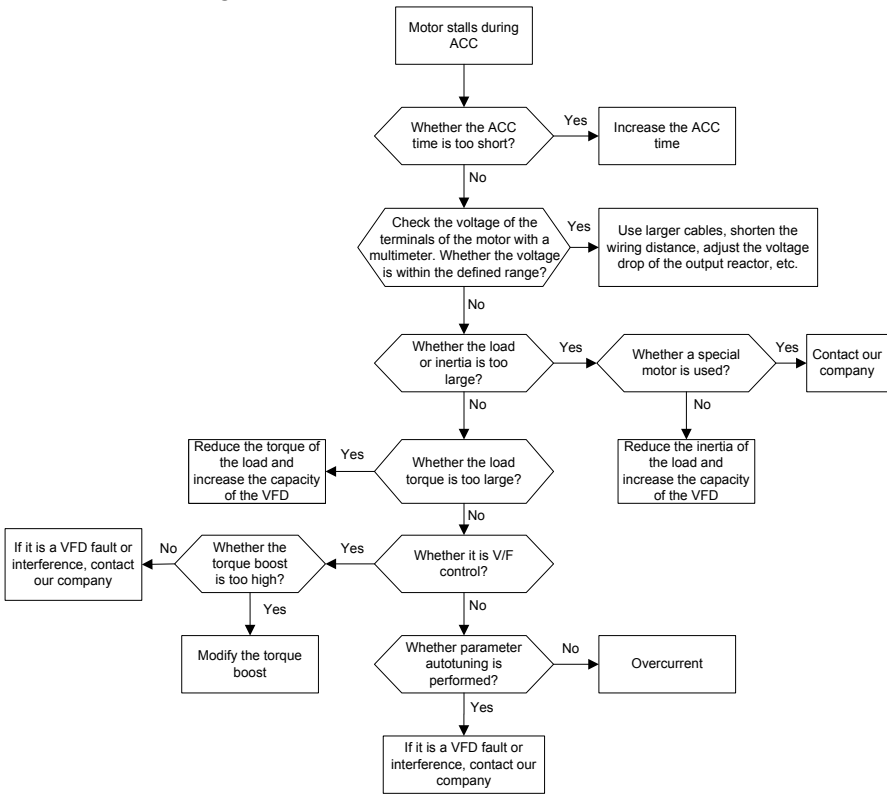 Motor stalls during
ACC
Whether the ACC
time is too short?
Yes
Increase the ACC
time
No
Check the voltage of the
terminals of the motor with a
multimeter. Whether the voltage
is within the defined range?
Yes
Use larger cables, shorten the
wiring distance, adjust the voltage
drop of the output reactor, etc.
No
Whether the load
or inertia is too
large?
Yes
Whether a special
motor is used?
Yes
Contact our
company
No
No
Reduce the inertia of
the load and
increase the capacity
of the VFD
Whether the load
torque is too large?
Yes
Reduce the torque of
the load and
increase the capacity
of the VFD
No
Whether it is V/F
control?
Yes
Whether the
torque boost
is too high?
No
If it is a VFD fault or
interference, contact
our company
Yes
Modify the torque
boost
No
Whether parameter
autotuning is
performed?
No
Overcurrent
Yes
If it is a VFD fault or
interference, contact our
company